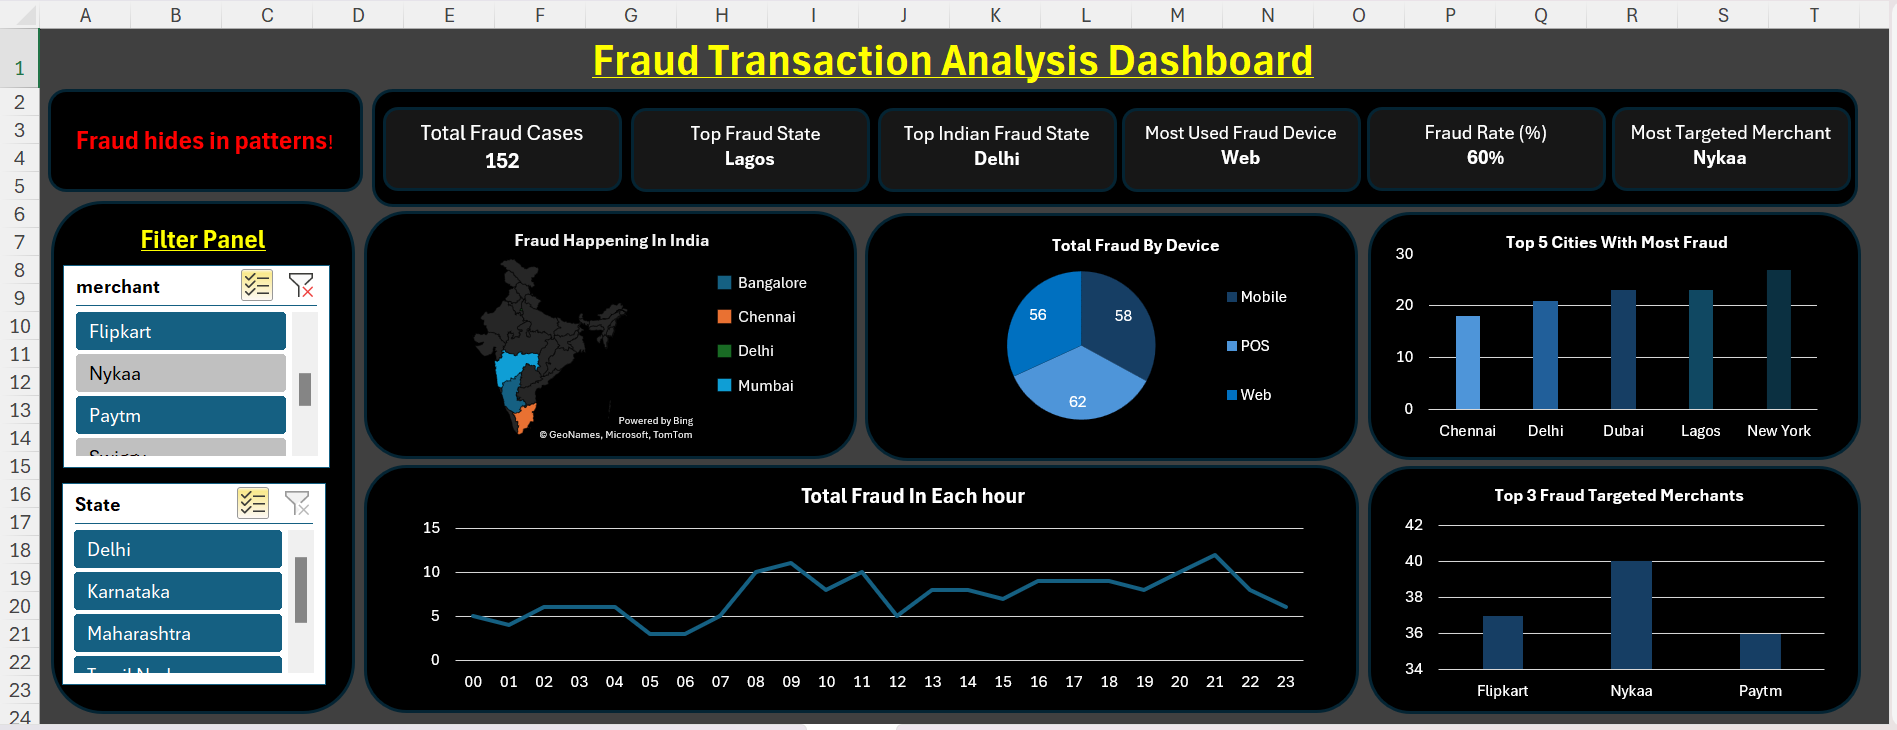 A B C D E F G H I J K L M N O P Q R S T
1
2
3
4
5
6
7
8
9
10
11
12
13
14
15
16
17
18
19
20
21
22
23
24
Fraud Transaction Analysis Dashboard
Fraud hides in patterns!
Total Fraud Cases
152
Top Fraud State
Lagos
Top Indian Fraud State
Delhi
Most Used Fraud Device
Web
Fraud Rate (%)
60%
Most Targeted Merchant
Nykaa
Filter Panel
merchant
Flipkart
Nykaa
Paytm
State
Delhi
Karnataka
Maharashtra
Fraud Happening In India
Bangalore
Chennai
Delhi
Mumbai
Powered by Bing
© GeoNames, Microsoft, TomTom
Total Fraud By Device
56
58
62
Mobile
POS
Web
Top 5 Cities With Most Fraud
30
20
10
0
Chennai Delhi Dubai Lagos New York
Total Fraud In Each hour
15
10
5
0
00 01 02 03 04 05 06 07 08 09 10 11 12 13 14 15 16 17 18 19 20 21 22 23
Top 3 Fraud Targeted Merchants
42
40
38
36
34
Flipkart Nykaa Paytm